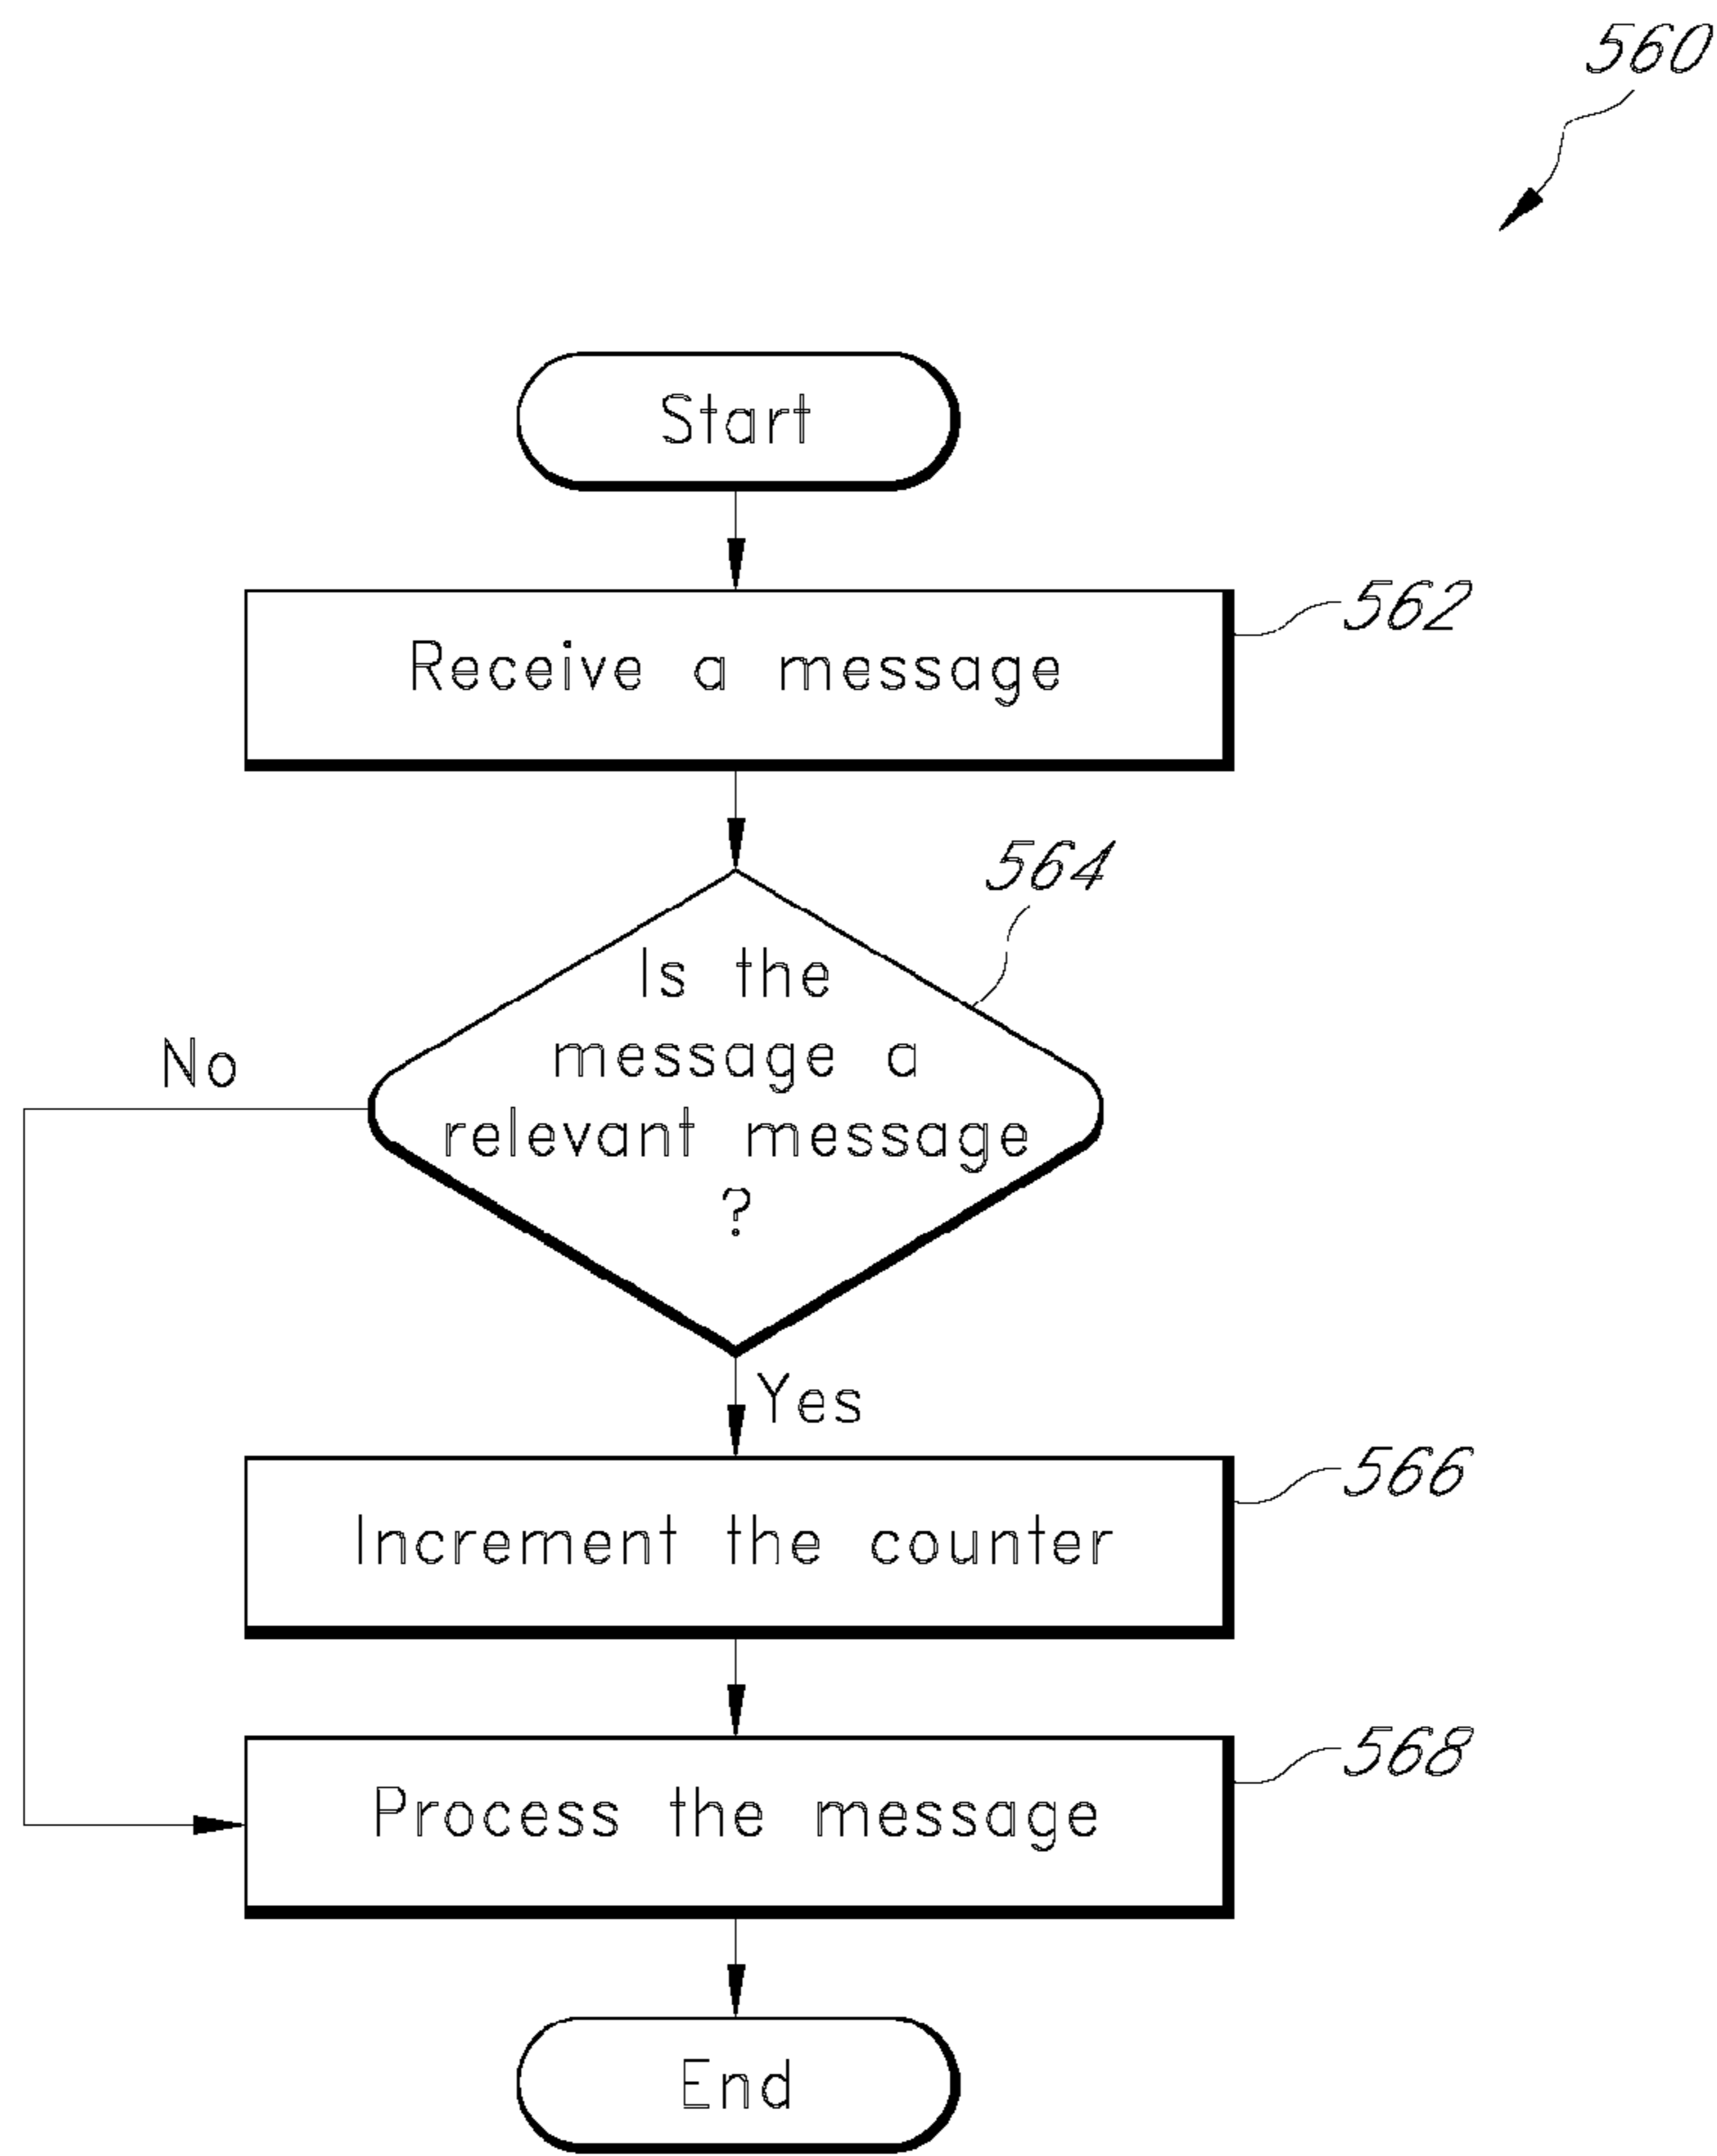 560
Start
Receive a message
562
564
Is the
message a
relevant message
?
No
Yes
Increment the counter
566
Process the message
568
End